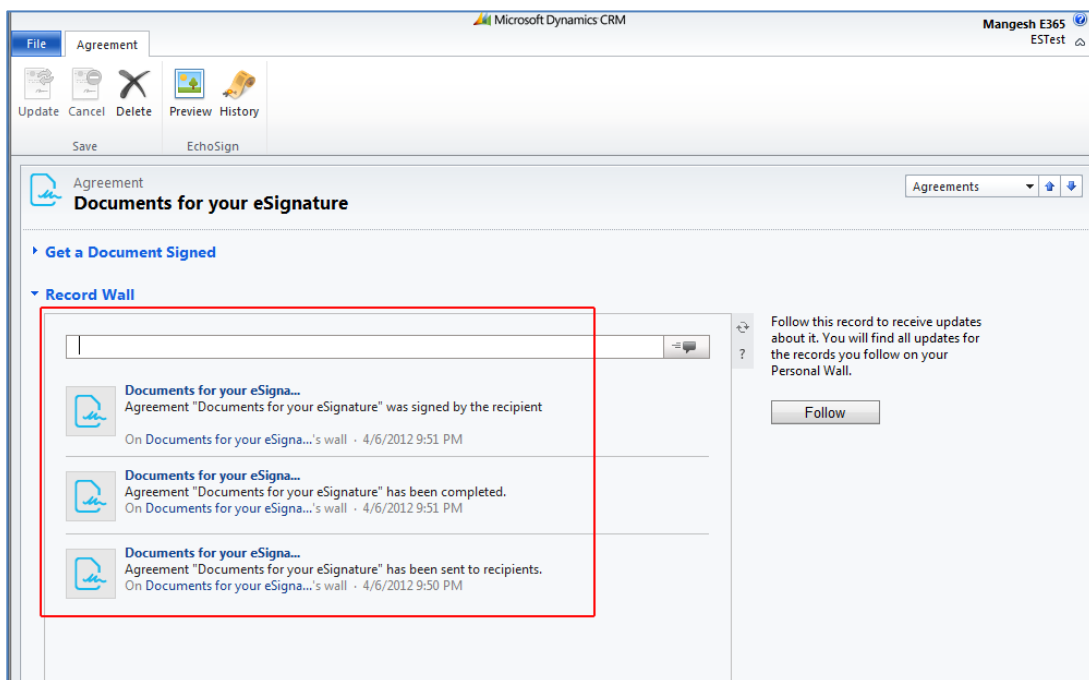 Microsoft Dynamics CRM
Mangesh E365
ESTest
File
Agreement
Update
Cancel
Delete
Preview
History
Save
EchoSign
Agreement
Documents for your eSignature
Agreements
Get a Document Signed
Record Wall
?
Follow this record to receive updates
about it. You will find all updates for
the records you follow on your
Personal Wall.
Follow
Documents for your eSigna...
Agreement "Documents for your eSignature" was signed by the recipient
On Documents for your eSigna...'s wall · 4/6/2012 9:51 PM
Documents for your eSigna...
Agreement "Documents for your eSignature" has been completed.
On Documents for your eSigna...'s wall · 4/6/2012 9:51 PM
Documents for your eSigna...
Agreement "Documents for your eSignature" has been sent to recipients.
On Documents for your eSigna...'s wall · 4/6/2012 9:50 PM